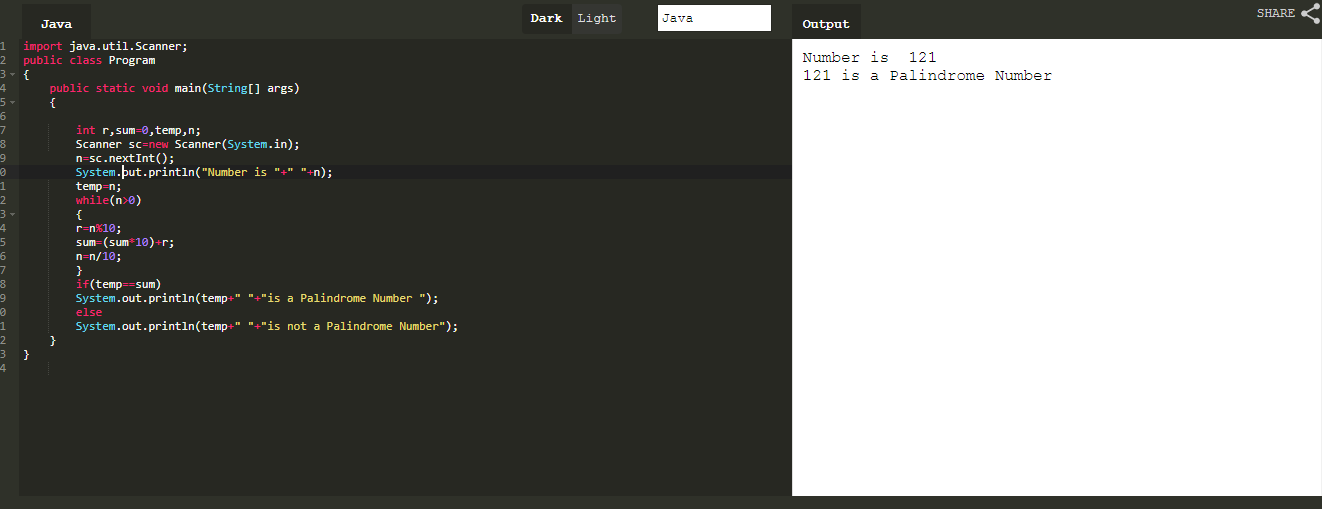 Java Dark Light Java Output SHARE
1 import java.util.Scanner;
2 public class Program
3 {
4 public static void main(String[] args)
5 {
6
7 int r,sum=0,temp,n;
8 Scanner sc=new Scanner(System.in);
9 n=sc.nextInt();
0 System.out.println("Number is "+" "+n);
1 temp=n;
2 while(n>0)
3 {
4 r=n%10;
5 sum=(sum*10)+r;
6 n=n/10;
7 }
8 if(temp==sum)
9 System.out.println(temp+" "+"is a Palindrome Number ");
0 else
1 System.out.println(temp+" "+"is not a Palindrome Number");
2 }
3 }
4
Number is  121
121 is a Palindrome Number